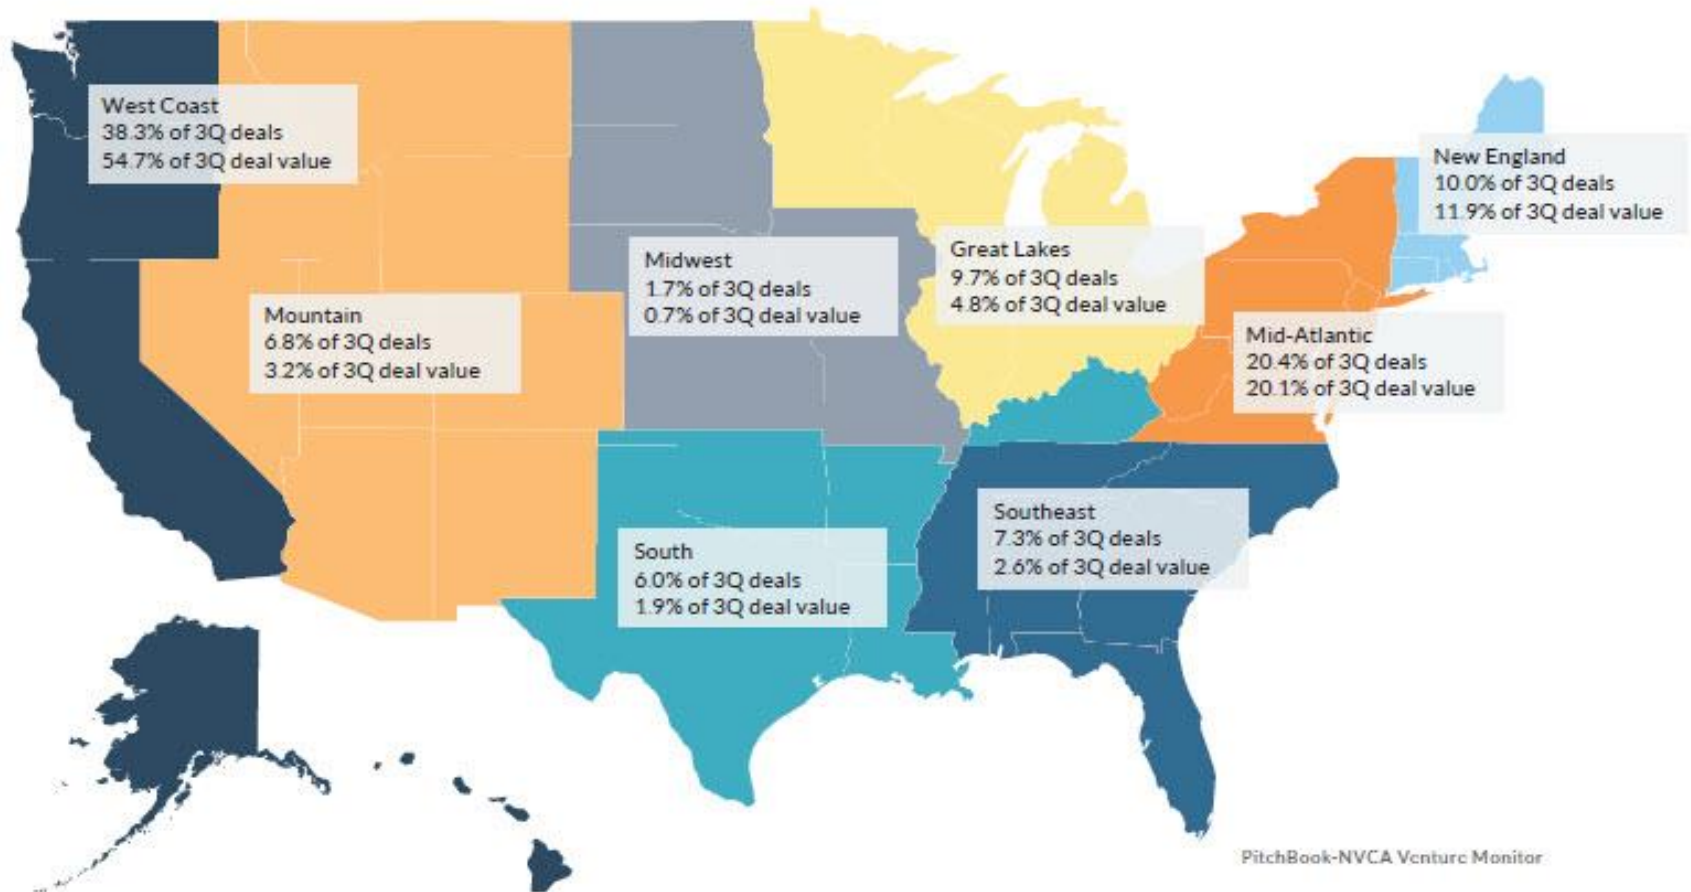 West Coast
38.3% of 3Q deals
54.7% of 3Q deal value
New England
10.0% of 3Q deals
11.9% of 3Q deal value
Midwest
1.7% of 3Q deals
0.7% of 3Q deal value
Great Lakes
9.7% of 3Q deals
4.8% of 3Q deal value
Mountain
6.8% of 3Q deals
3.2% of 3Q deal value
Mid-Atlantic
20.4% of 3Q deals
20.1% of 3Q deal value
South
6.0% of 3Q deals
1.9% of 3Q deal value
Southeast
7.3% of 3Q deals
2.6% of 3Q deal value
PitchBook-NVCA Venture Monitor